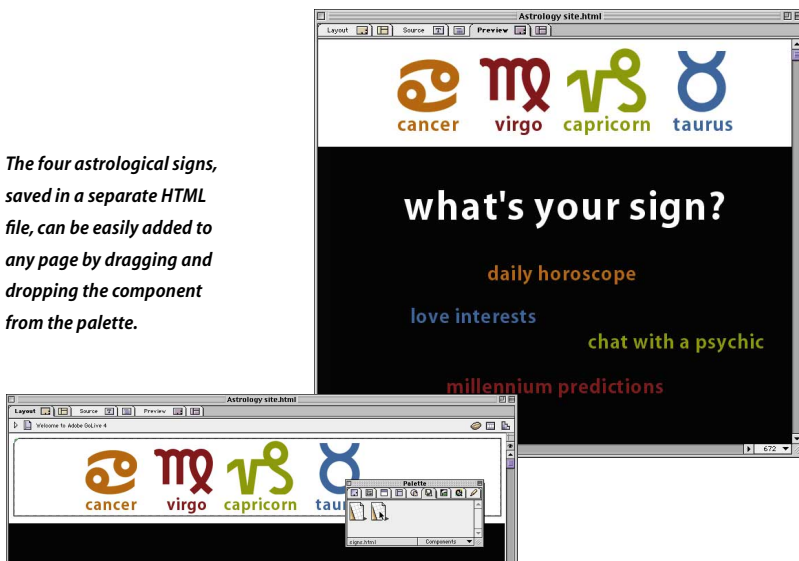 The four astrological signs,
saved in a separate HTML
file, can be easily added to
any page by dragging and
dropping the component
from the palette.
Astrology site.html
Layout Source Preview
cancer virgo capricorn taurus
what's your sign?
daily horoscope
love interests
chat with a psychic
millennium predictions
672
Astrology site.html
Layout Source Preview
Welcome to Adobe GoLive 4
cancer virgo capricorn tau
Palette
signs.html Components